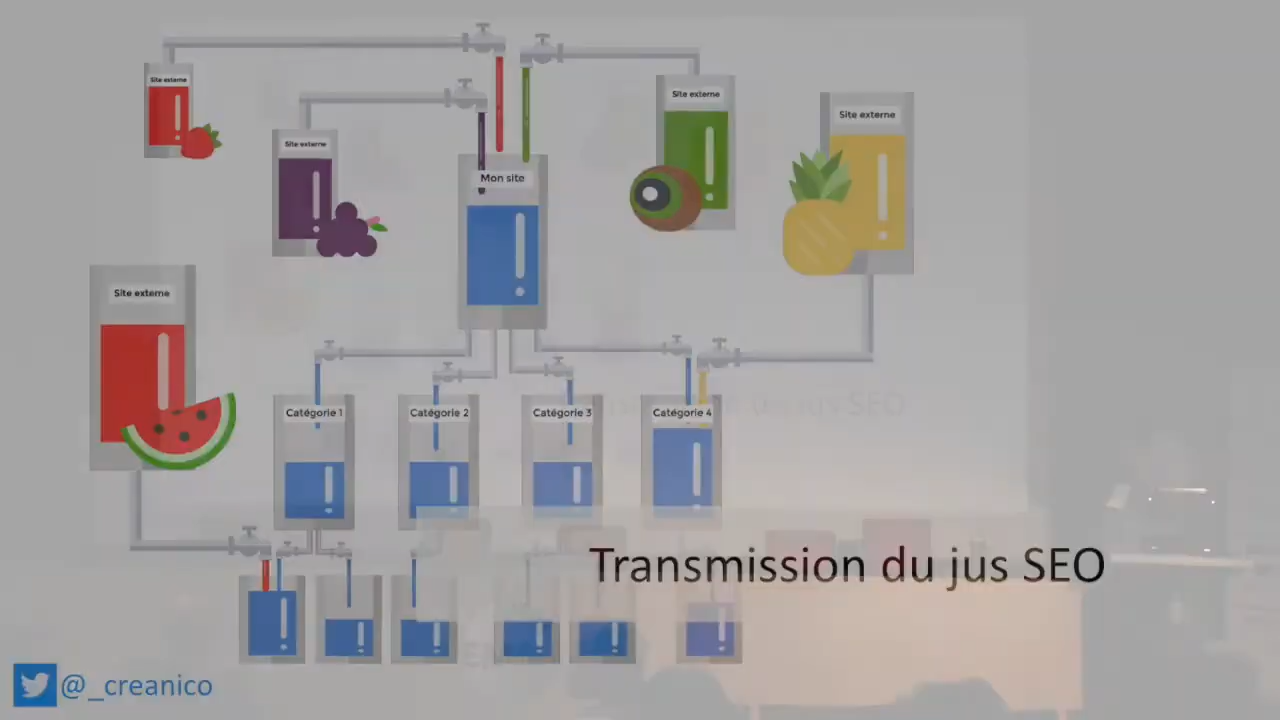 Site externe
Site externe
Site externe
Site externe
Mon site
Site externe
Catégorie 1
Catégorie 2
Catégorie 3
Catégorie 4
Transmission du jus SEO
@_creanico